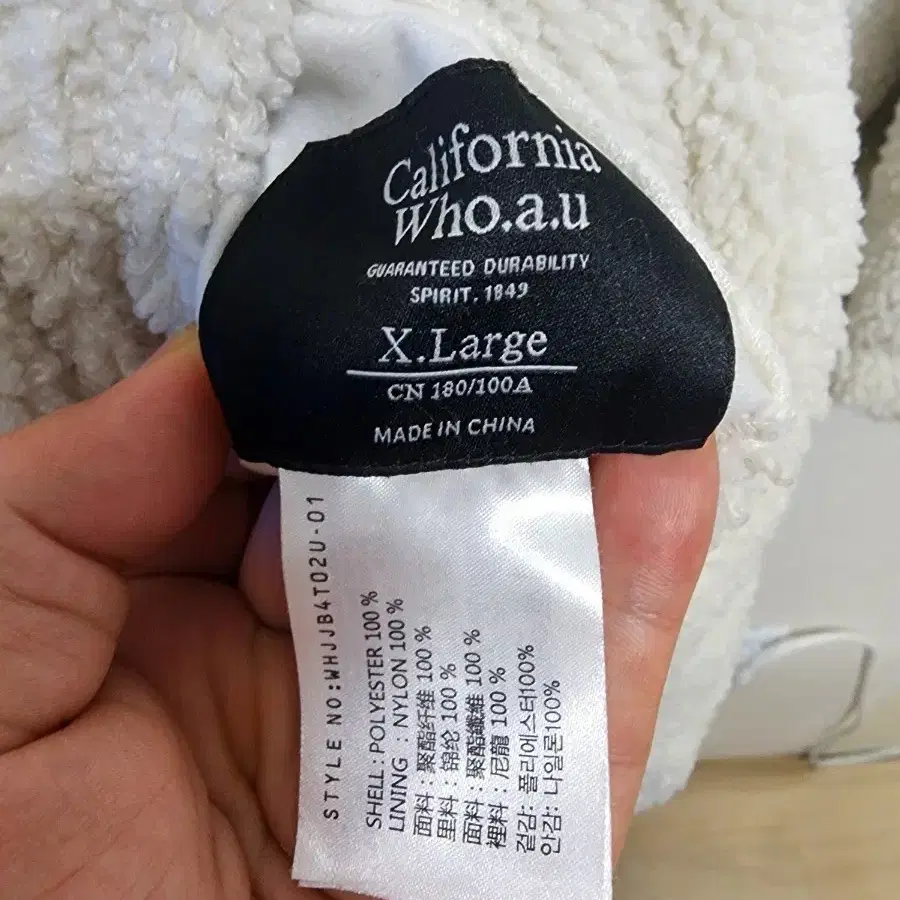 California
Who.a.u
GUARANTEED DURABILITY
SPIRIT. 1849
X.Large
CN 180/100A
MADE IN CHINA
STYLE NO:WHJJB4T02U-01
SHELL : POLYESTER 100 %
LINING : NYLON 100 %
面料 : 聚酯纤维 100 %
里料 : 锦纶 100 %
面料 : 聚酯纖維 100 %
裡料 : 尼龍 100 %
겉감 : 폴리에스터100%
안감 : 나일론100%